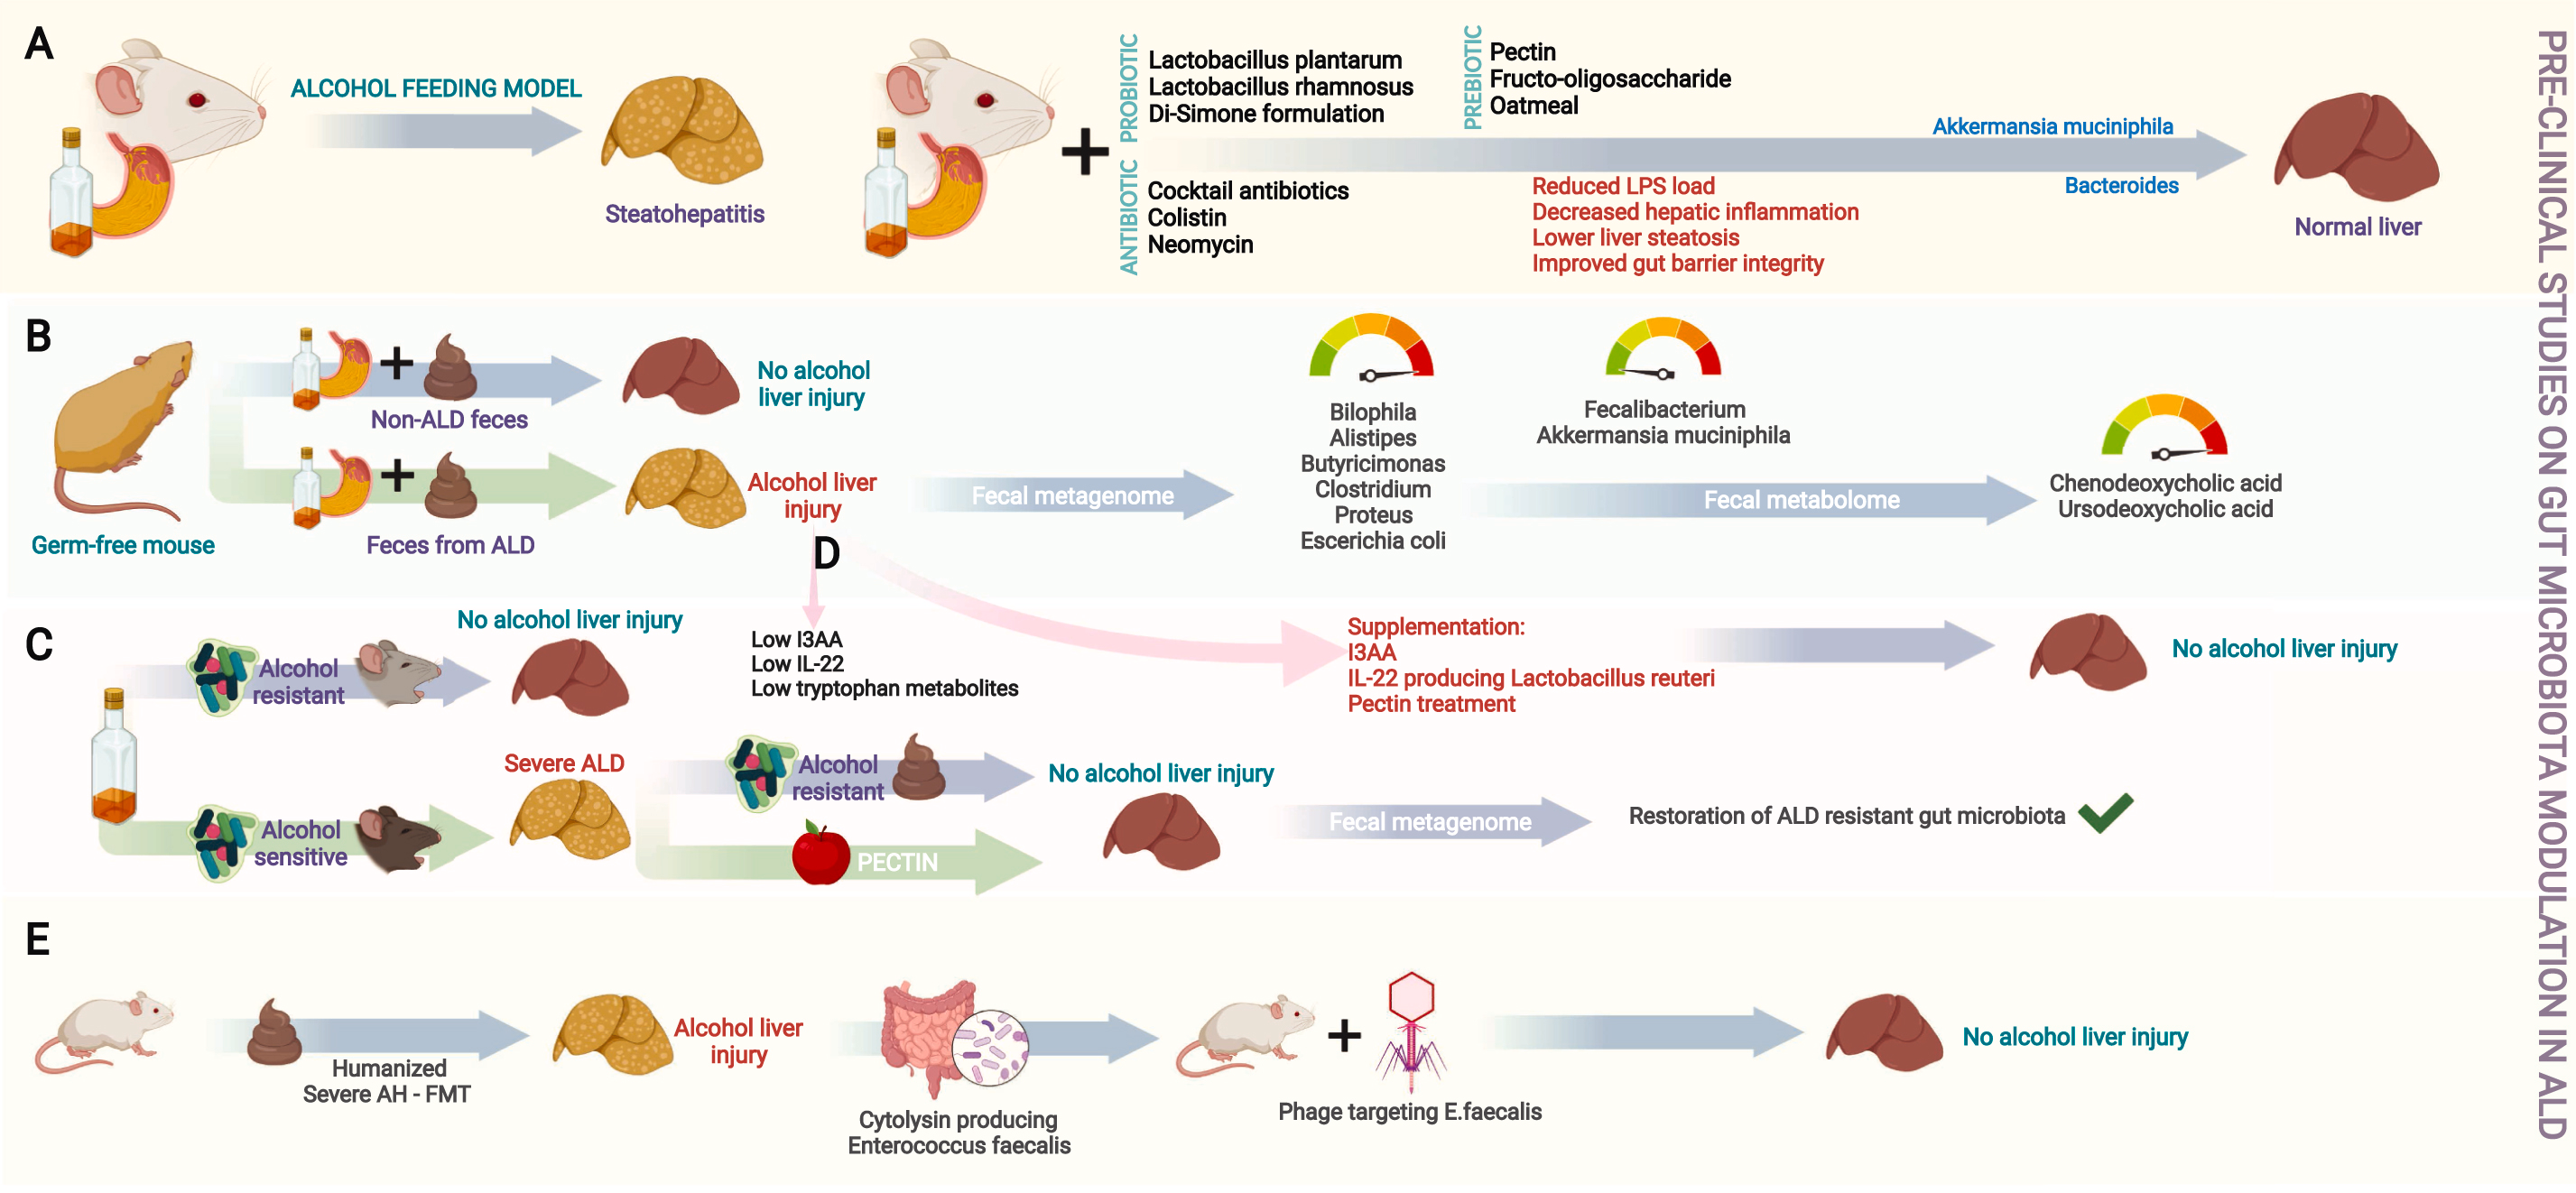 PRE-CLINICAL STUDIES ON GUT MICROBIOTA MODULATION IN ALD
A
ALCOHOL FEEDING MODEL
Steatohepatitis
PROBIOTIC
Lactobacillus plantarum
Lactobacillus rhamnosus
Di-Simone formulation
PREBIOTIC
Pectin
Fructo-oligosaccharide
Oatmeal
+
ANTIBIOTIC
Cocktail antibiotics
Colistin
Neomycin
Akkermansia muciniphila
Bacteroides
Reduced LPS load
Decreased hepatic inflammation
Lower liver steatosis
Improved gut barrier integrity
Normal liver
B
Germ-free mouse
+
Non-ALD feces
No alcohol
liver injury
+
Feces from ALD
Alcohol liver
injury
Fecal metagenome
Bilophila
Alistipes
Butyricimonas
Clostridium
Proteus
Escerichia coli
Fecalibacterium
Akkermansia muciniphila
Fecal metabolome
Chenodeoxycholic acid
Ursodeoxycholic acid
D
Low I3AA
Low IL-22
Low tryptophan metabolites
Supplementation:
I3AA
IL-22 producing Lactobacillus reuteri
Pectin treatment
No alcohol liver injury
C
Alcohol
resistant
No alcohol liver injury
Alcohol
sensitive
Severe ALD
Alcohol
resistant
PECTIN
No alcohol liver injury
Fecal metagenome
Restoration of ALD resistant gut microbiota
E
Humanized
Severe AH - FMT
Alcohol liver
injury
Cytolysin producing
Enterococcus faecalis
+
Phage targeting E.faecalis
No alcohol liver injury